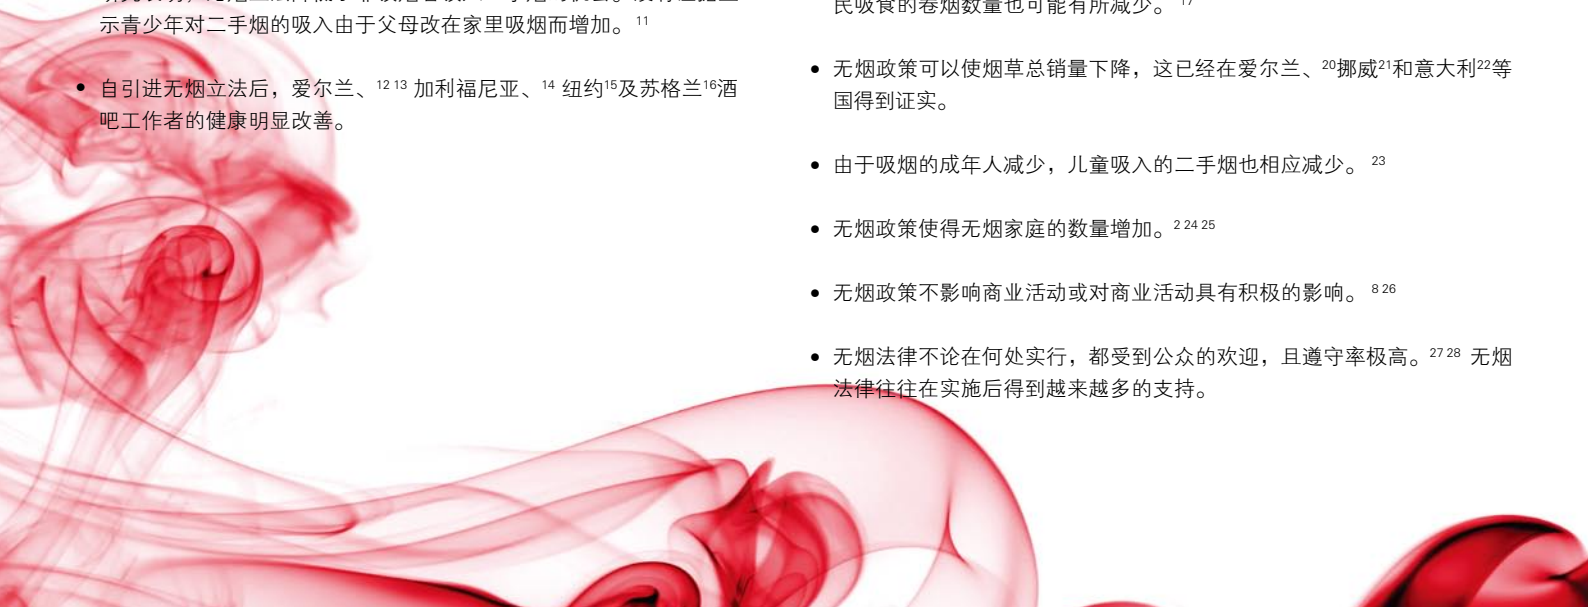 示青少年对二手烟的吸入由于父母改在家里吸烟而增加。 11
• 自引进无烟立法后，爱尔兰、12 13 加利福尼亚、14 纽约15及苏格兰16酒
吧工作者的健康明显改善。
民吸食的卷烟数量也可能有所减少。 17
• 无烟政策可以使烟草总销量下降，这已经在爱尔兰、20挪威21和意大利22等
国得到证实。
• 由于吸烟的成年人减少，儿童吸入的二手烟也相应减少。 23
• 无烟政策使得无烟家庭的数量增加。2 24 25
• 无烟政策不影响商业活动或对商业活动具有积极的影响。 8 26
• 无烟法律不论在何处实行，都受到公众的欢迎，且遵守率极高。27 28 无烟
法律往往在实施后得到越来越多的支持。